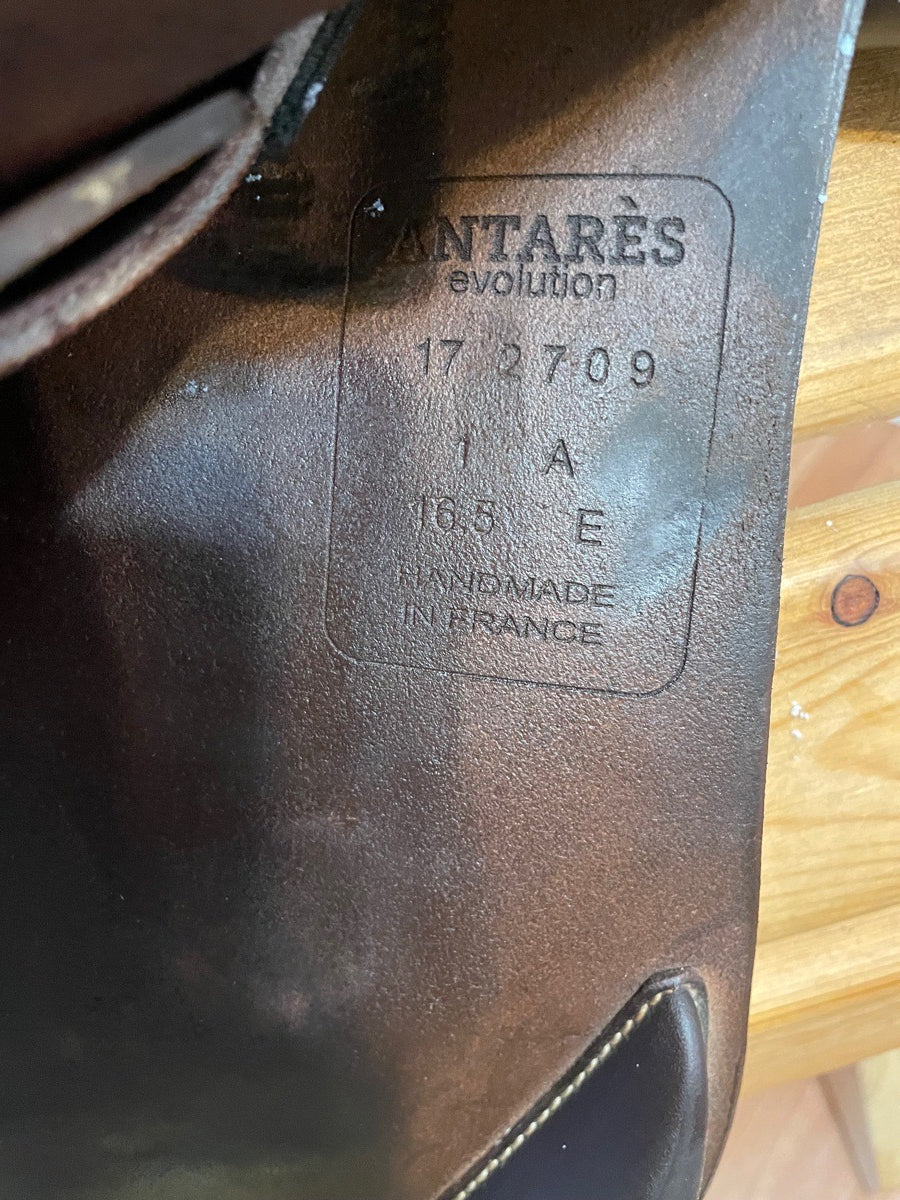 ANTARÈS
evolution
17 2709
1 A
16.5 E
HANDMADE
IN FRANCE